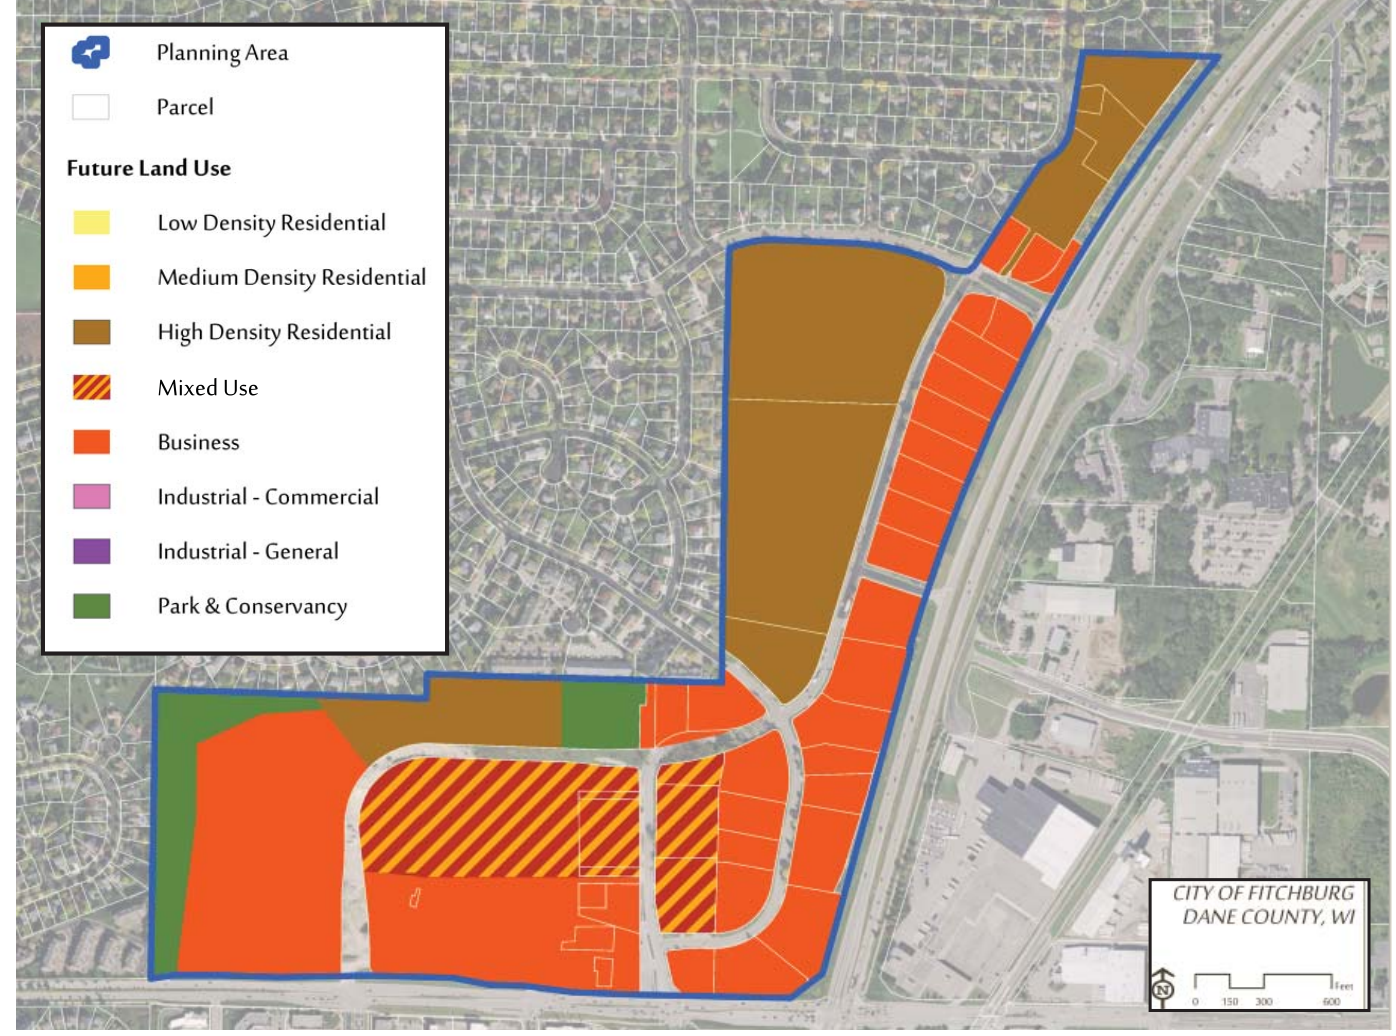 Planning Area
Parcel
Future Land Use
Low Density Residential
Medium Density Residential
High Density Residential
Mixed Use
Business
Industrial - Commercial
Industrial - General
Park & Conservancy
CITY OF FITCHBURG
DANE COUNTY, WI
N
Feet
0 150 300 600